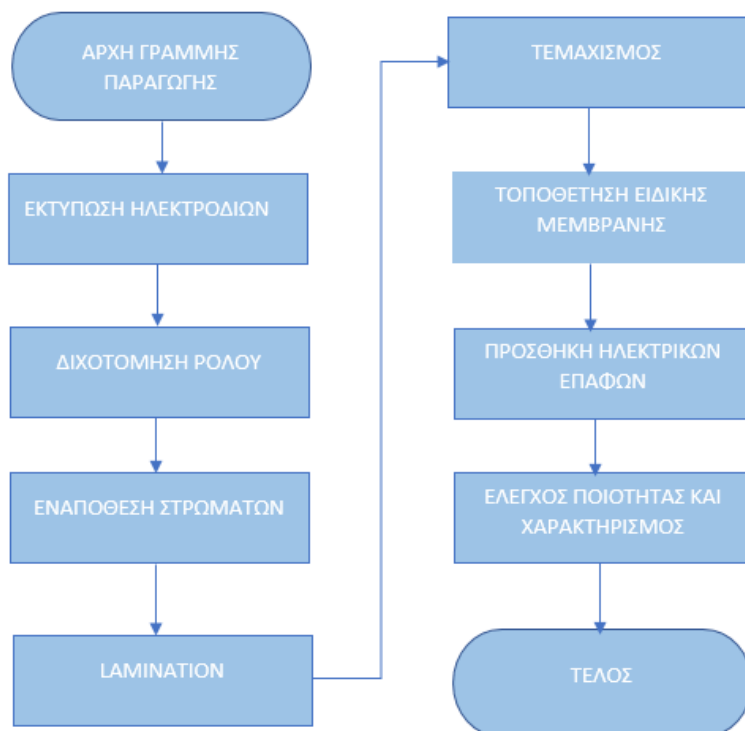 ΑΡΧΗ ΓΡΑΜΜΗΣ
ΠΑΡΑΓΩΓΗΣ
ΕΚΤΥΠΩΣΗ ΗΛΕΚΤΡΟΔΙΩΝ
ΔΙΧΟΤΟΜΗΣΗ ΡΟΛΟΥ
ΕΝΑΠΟΘΕΣΗ ΣΤΡΩΜΑΤΩΝ
LAMINATION
ΤΕΜΑΧΙΣΜΟΣ
ΤΟΠΟΘΕΤΗΣΗ ΕΙΔΙΚΗΣ
ΜΕΜΒΡΑΝΗΣ
ΠΡΟΣΘΗΚΗ ΗΛΕΚΤΡΙΚΩΝ
ΕΠΑΦΩΝ
ΕΛΕΓΧΟΣ ΠΟΙΟΤΗΤΑΣ ΚΑΙ
ΧΑΡΑΚΤΗΡΙΣΜΟΣ
ΤΕΛΟΣ